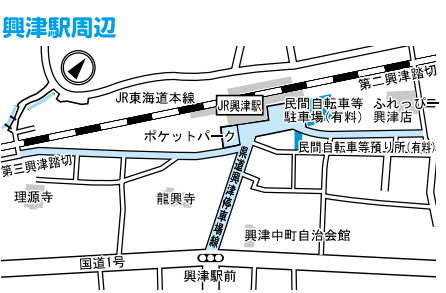 興津駅周辺
第二興津踏切
JR東海道本線
JR興津駅
民間自転車等
駐車場(有料)
ふれっぴー
興津店
ポケットパーク
民間自転車等預り所(有料)
第三興津踏切
県道興津停車場線
理源寺
龍興寺
興津中町自治会館
国道1号
興津駅前